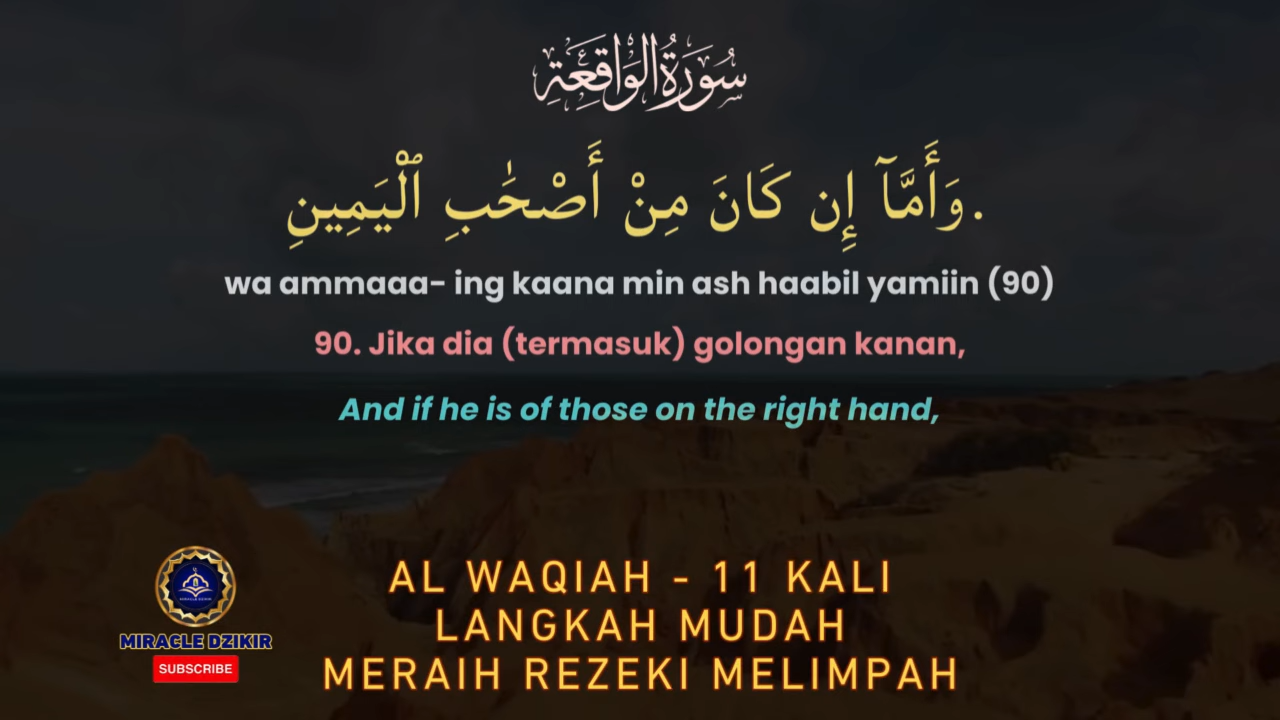 سُورَةُ الوَاقِعَةِ
وَأَمَّآ إِن كَانَ مِنْ أَصْحَٰبِ ٱلْيَمِينِ.
wa ammaaa- ing kaana min ash haabil yamiin (90)
90. Jika dia (termasuk) golongan kanan,
And if he is of those on the right hand,
AL WAQIAH - 11 KALI
LANGKAH MUDAH
MERAIH REZEKI MELIMPAH
MIRACLE DZIKIR
MIRACLE DZIKIR
SUBSCRIBE